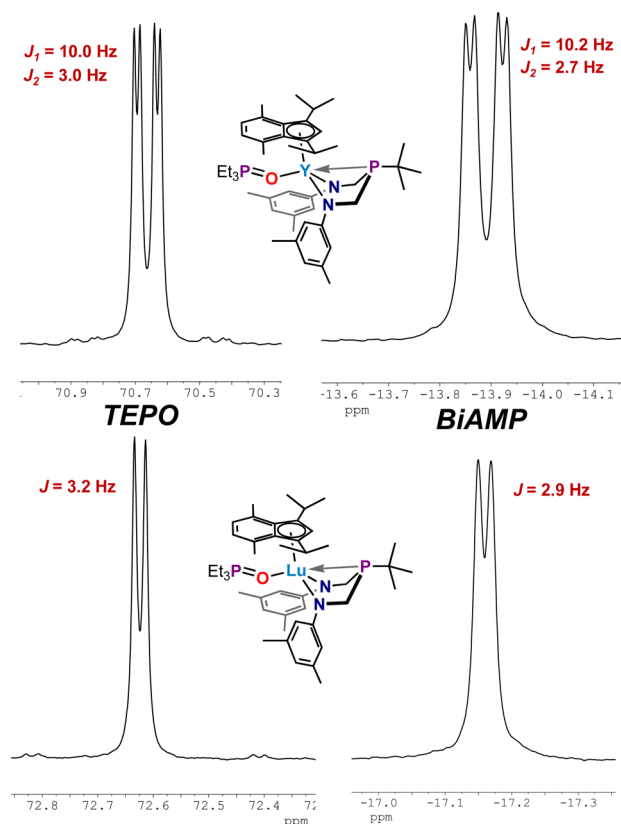 J₁ = 10.0 Hz
J₂ = 3.0 Hz
J₁ = 10.2 Hz
J₂ = 2.7 Hz
Et₃P=O
Y
P
N
N
70.9 70.7 70.5 70.3
-13.6 -13.7 -13.8 -13.9 -14.0 -14.1
ppm
TEPO
BiAMP
J = 3.2 Hz
J = 2.9 Hz
Et₃P=O
Lu
P
N
N
72.8 72.6 72.5 72.4 72
ppm
-17.0 -17.1 -17.2 -17.3